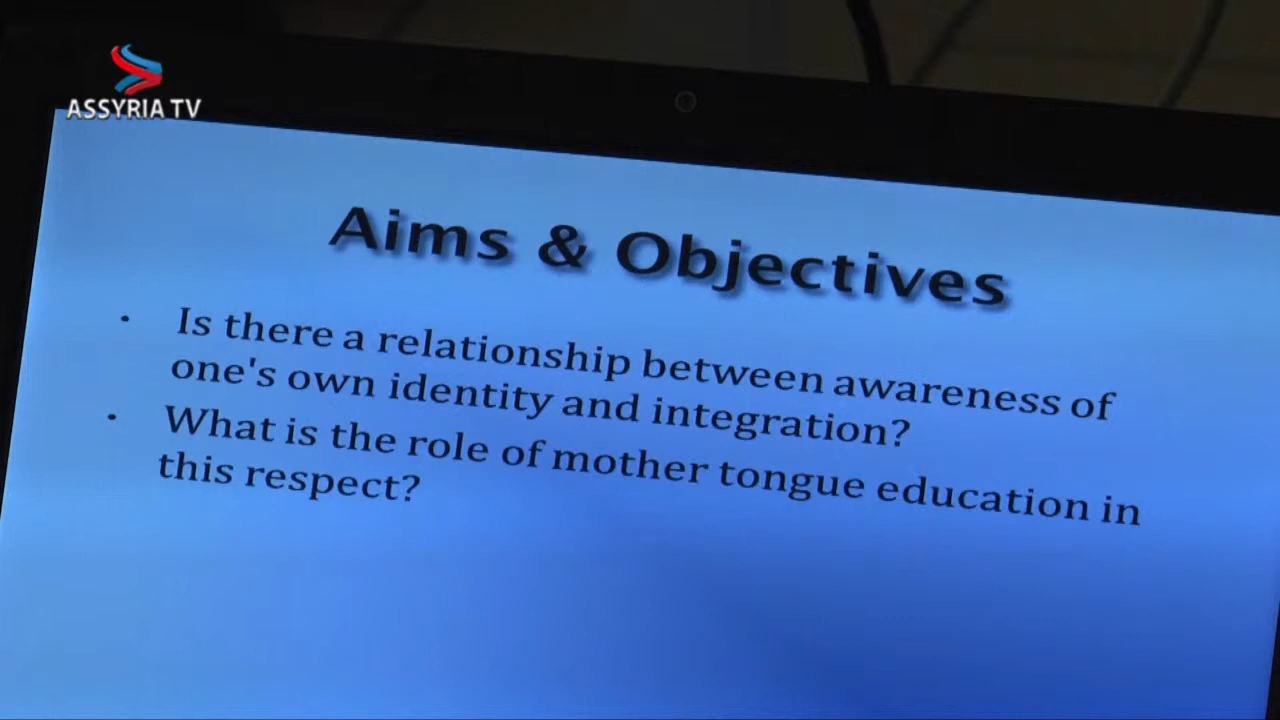 ASSYRIA TV
Aims & Objectives
• Is there a relationship between awareness of
one's own identity and integration?
• What is the role of mother tongue education in
this respect?